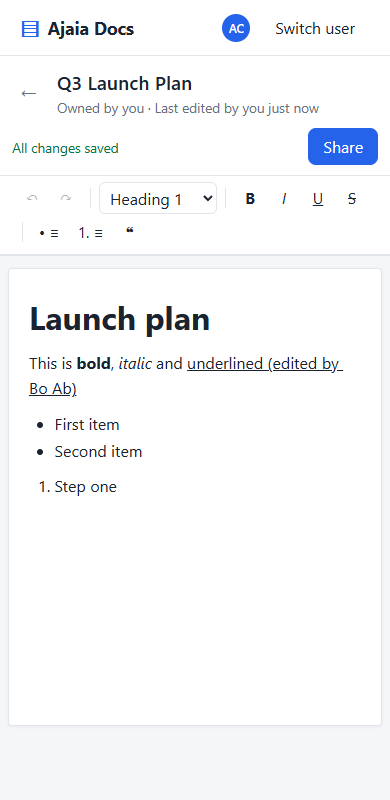 Ajaia Docs
AC
Switch user
←
Q3 Launch Plan
Owned by you · Last edited by you just now
All changes saved
Share
Heading 1
B I U S
• ≡ 1. ≡ ❝
Launch plan
This is bold, italic and underlined (edited by
Bo Ab)
• First item
• Second item
1. Step one